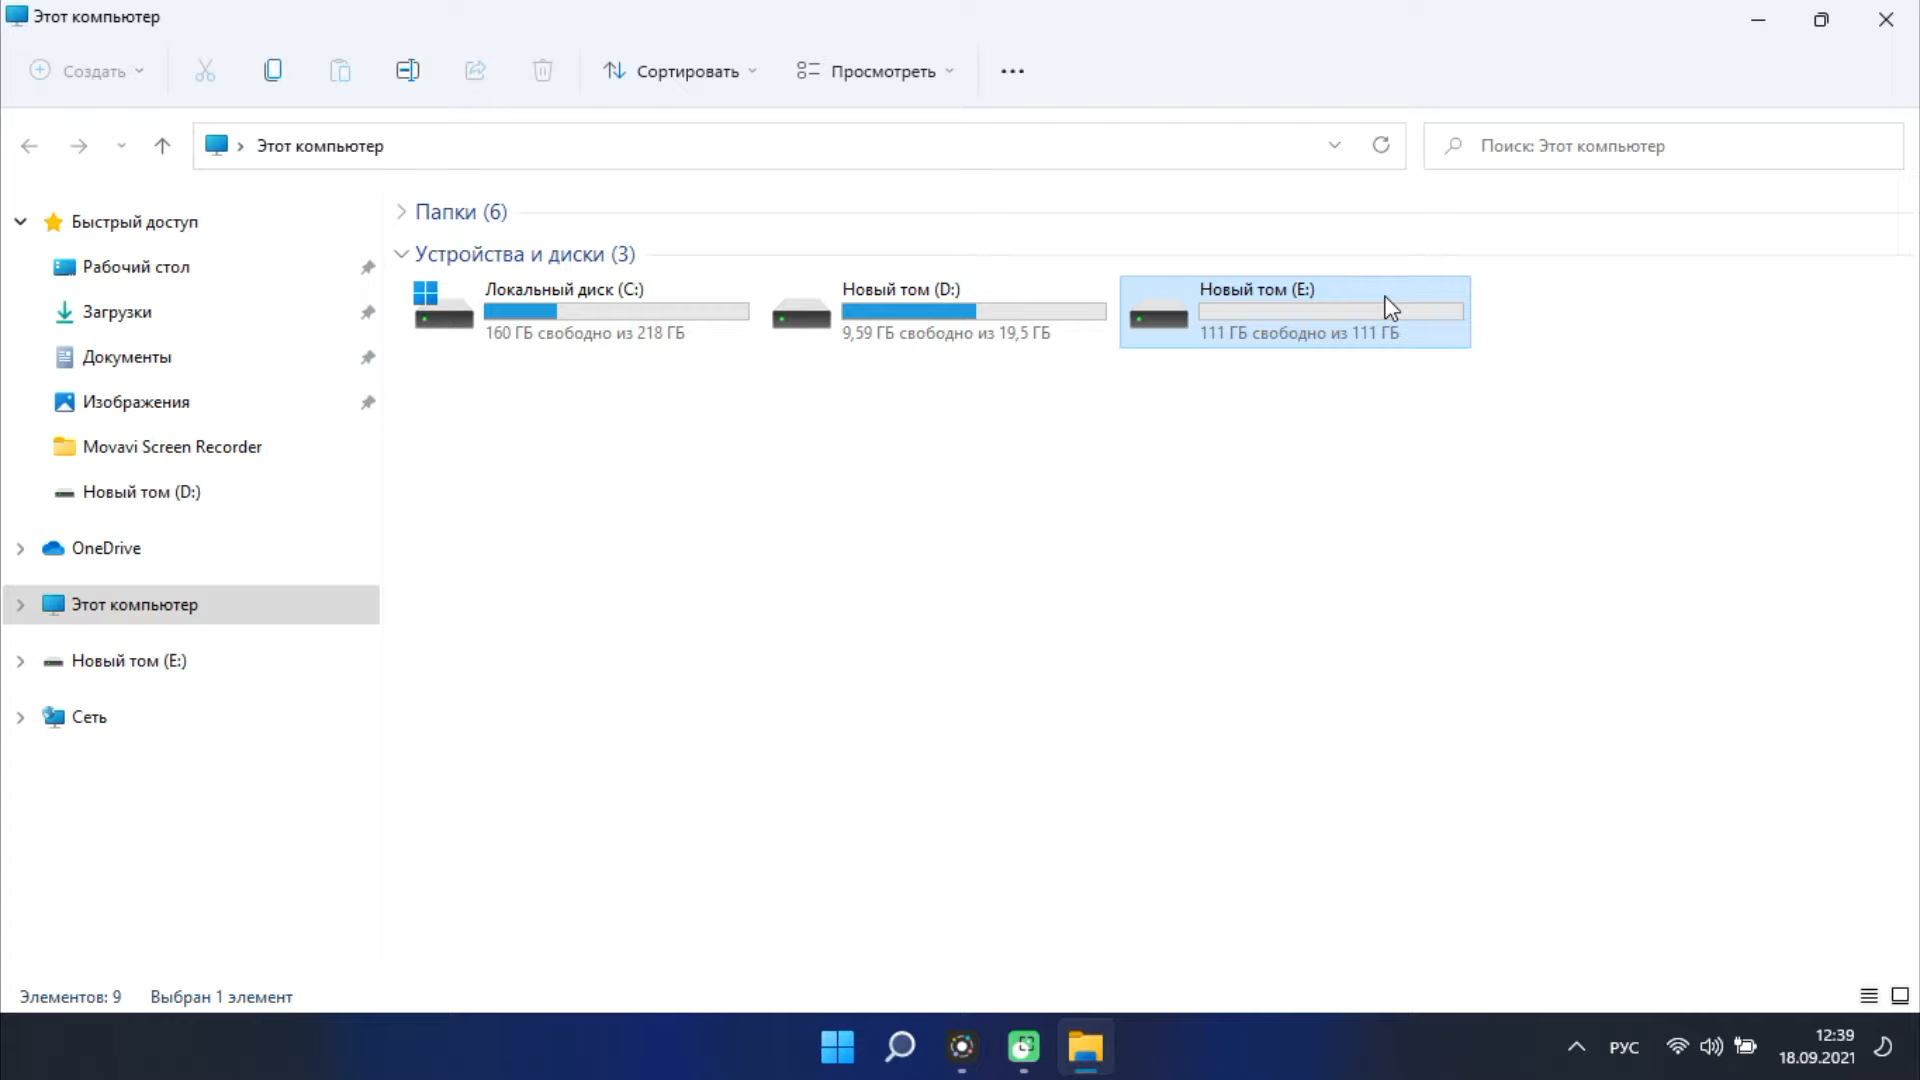 Этот компьютер
Создать
Сортировать
Просмотреть
Этот компьютер
Поиск: Этот компьютер
Быстрый доступ
Рабочий стол
Загрузки
Документы
Изображения
Movavi Screen Recorder
Новый том (D:)
OneDrive
Этот компьютер
Новый том (E:)
Сеть
Папки (6)
Устройства и диски (3)
Локальный диск (C:)
160 ГБ свободно из 218 ГБ
Новый том (D:)
9,59 ГБ свободно из 19,5 ГБ
Новый том (E:)
111 ГБ свободно из 111 ГБ
Элементов: 9
Выбран 1 элемент
РУС
12:39
18.09.2021